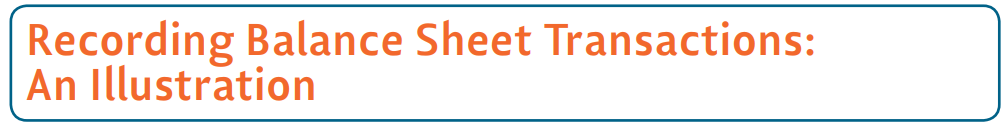 Recording Balance Sheet Transactions:
An Illustration